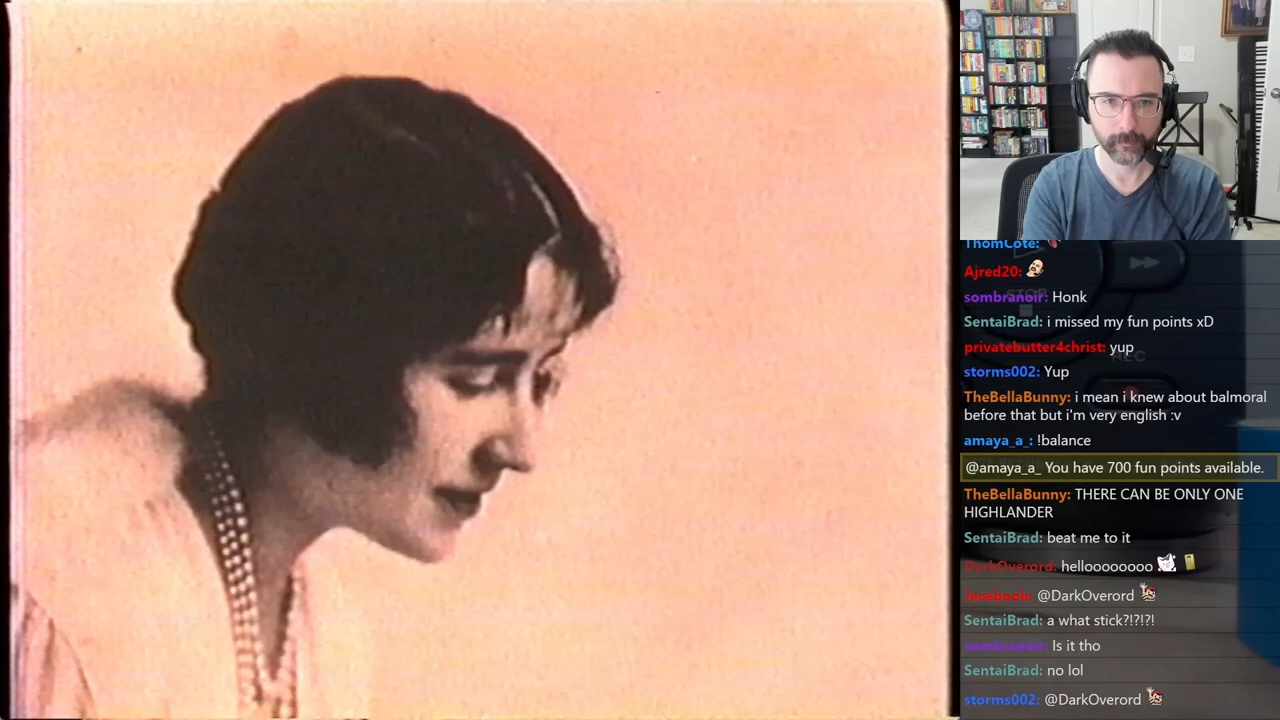 ThomCote:
Ajred20:
sombranoir: Honk
SentaiBrad: i missed my fun points xD
privatebutter4christ: yup
storms002: Yup
TheBellaBunny: i mean i knew about balmoral
before that but i'm very english :v
amaya_a_: !balance
@amaya_a_ You have 700 fun points available.
TheBellaBunny: THERE CAN BE ONLY ONE
HIGHLANDER
SentaiBrad: beat me to it
DarkOverord: helloooooooo
Jacebook: @DarkOverord
SentaiBrad: a what stick?!?!?!
sombranoir: Is it tho
SentaiBrad: no lol
storms002: @DarkOverord
STOP
REC